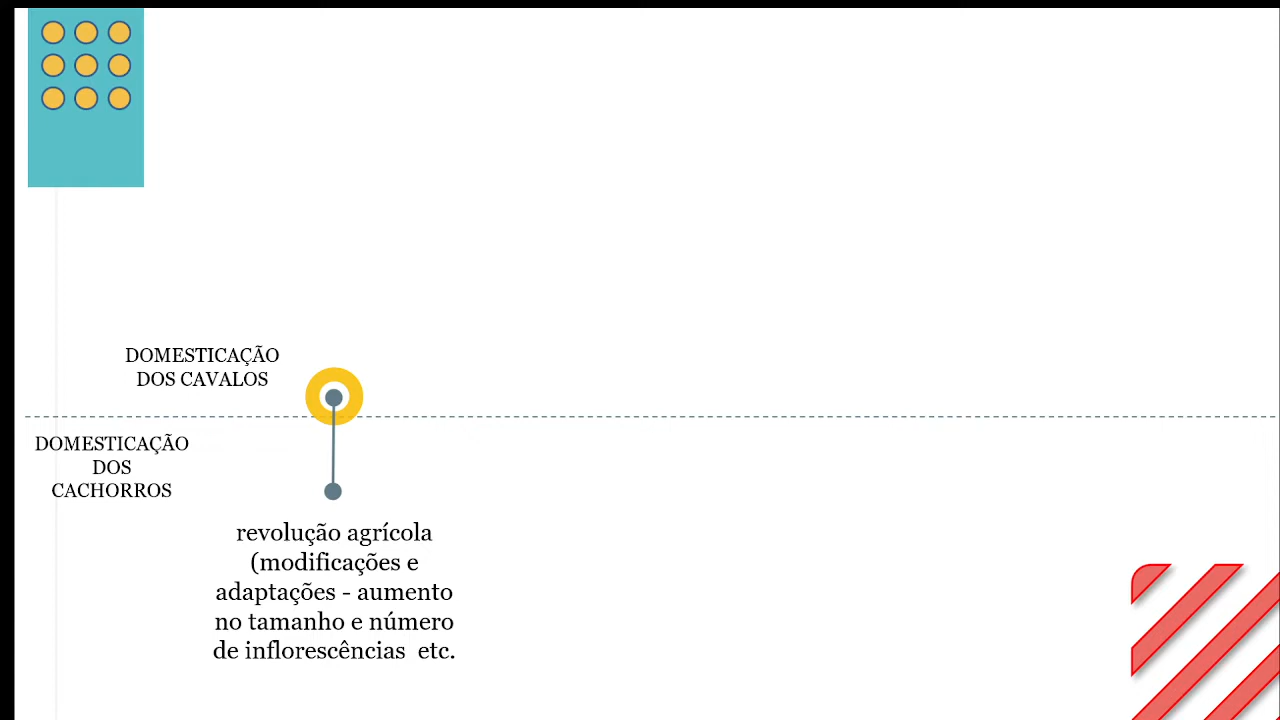 DOMESTICAÇÃO
DOS CAVALOS
DOMESTICAÇÃO
DOS
CACHORROS
revolução agrícola
(modificações e
adaptações - aumento
no tamanho e número
de inflorescências  etc.